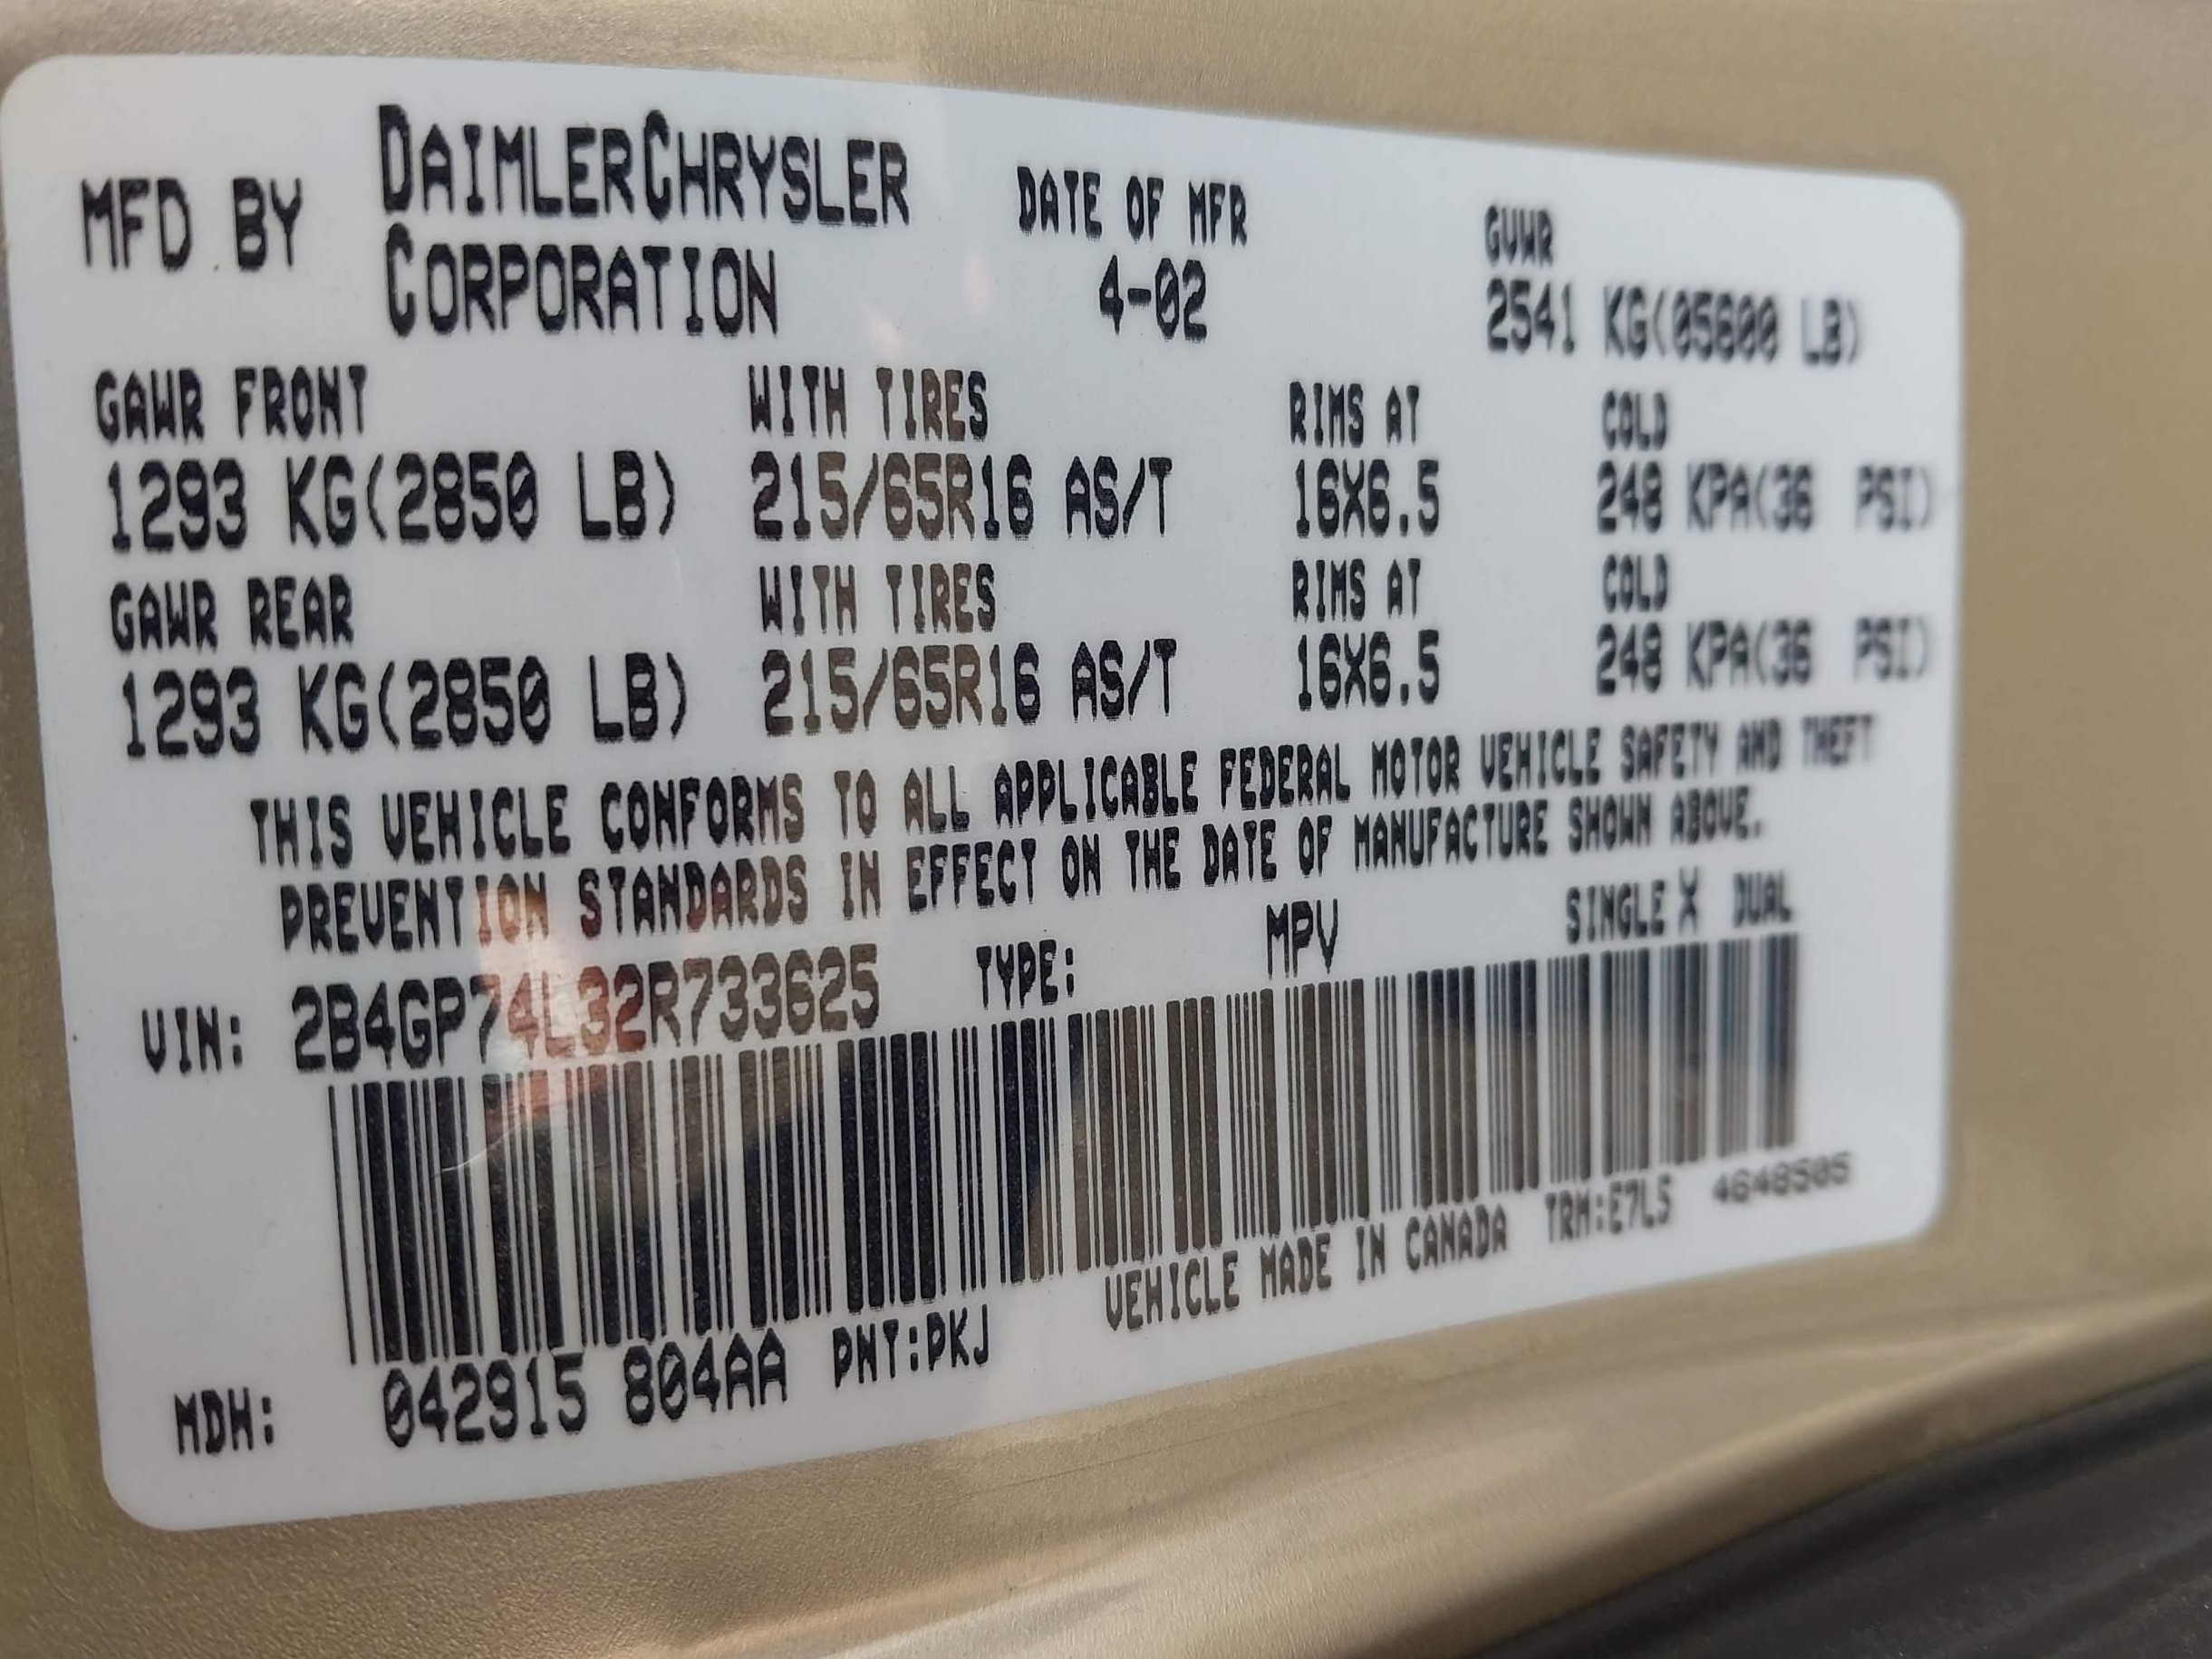 MFD BY DAIMLERCHRYSLER CORPORATION DATE OF MFR 4-02 GVWR 2541 KG(05600 LB)
GAWR FRONT WITH TIRES RIMS AT COLD
1293 KG(2850 LB) 215/65R16 AS/T 16X6.5 248 KPA(36 PSI)
GAWR REAR WITH TIRES RIMS AT COLD
1293 KG(2850 LB) 215/65R16 AS/T 16X6.5 248 KPA(36 PSI)
THIS VEHICLE CONFORMS TO ALL APPLICABLE FEDERAL MOTOR VEHICLE SAFETY AND THEFT
PREVENTION STANDARDS IN EFFECT ON THE DATE OF MANUFACTURE SHOWN ABOVE.
VIN: 2B4GP74L32R733625 TYPE: MPV SINGLE X DUAL
MDH: 042915 804AA PNT:PKJ VEHICLE MADE IN CANADA TRM:E7L5 4648505